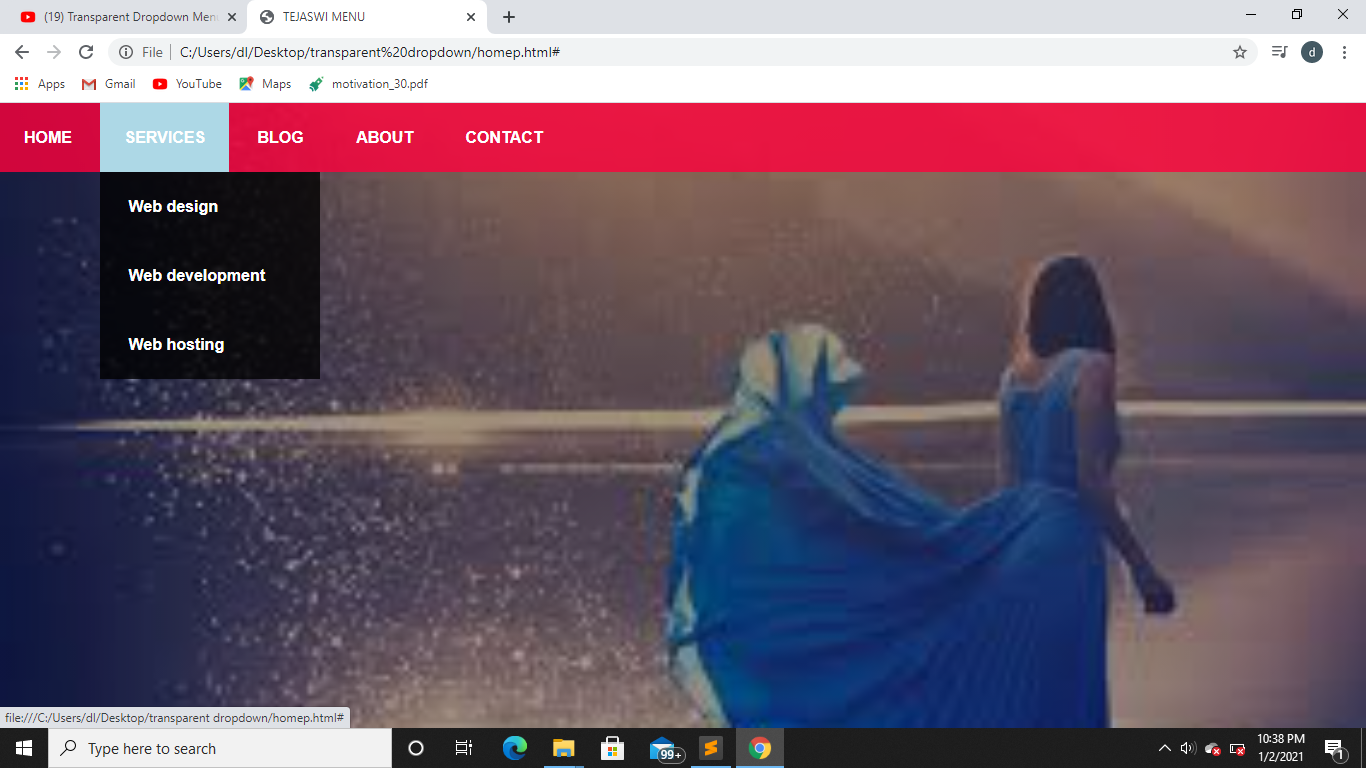 (19) Transparent Dropdown Men
TEJASWI MENU
File
C:/Users/dl/Desktop/transparent%20dropdown/homep.html#
d
Apps
Gmail
YouTube
Maps
motivation_30.pdf
HOME
SERVICES
BLOG
ABOUT
CONTACT
Web design
Web development
Web hosting
file:///C:/Users/dl/Desktop/transparent dropdown/homep.html#
Type here to search
99+
10:38 PM
1/2/2021
1